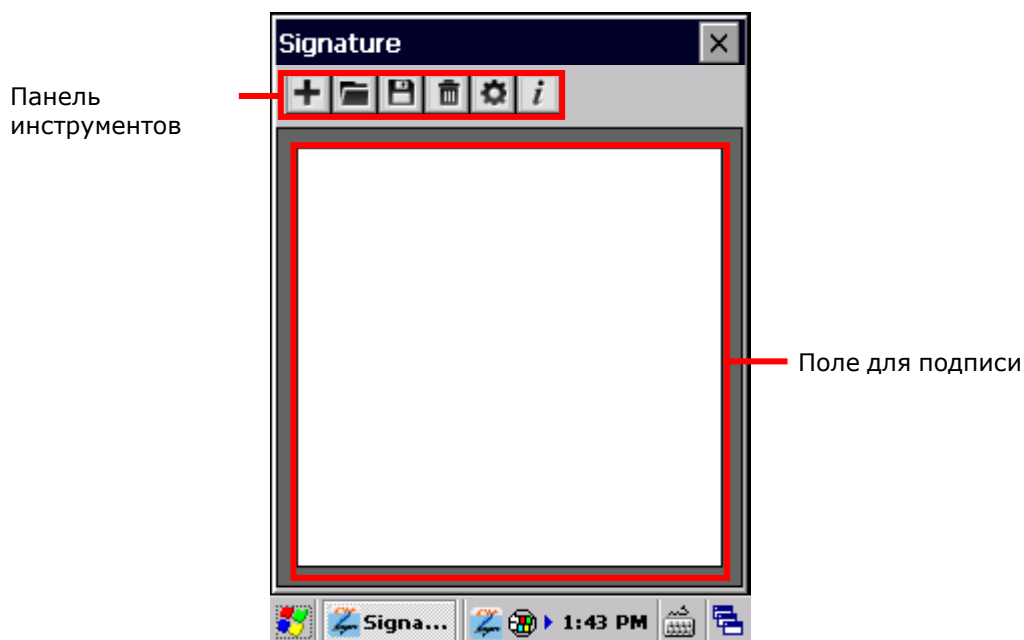 Signature
Панель
инструментов
i
Поле для подписи
Signa...
1:43 PM